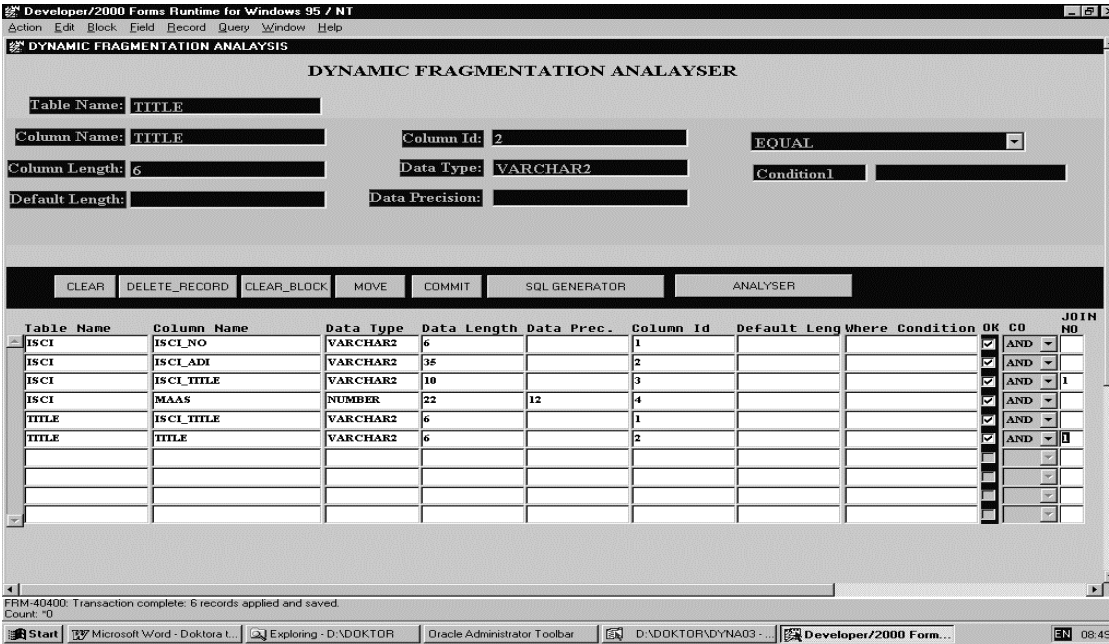 Developer/2000 Forms Runtime for Windows 95 / NT
Action Edit Block Field Record Query Window Help
DYNAMIC FRAGMENTATION ANALAYSIS
DYNAMIC FRAGMENTATION ANALAYSER
Table Name: TITLE
Column Name: TITLE Column Id: 2 EQUAL
Column Length: 6 Data Type: VARCHAR2 Condition1
Default Length: Data Precision:
CLEAR DELETE_RECORD CLEAR_BLOCK MOVE COMMIT SQL GENERATOR ANALYSER
Table Name Column Name Data Type Data Length Data Prec. Column Id Default Leng Where Condition OK CO JOIN NO
ISCI ISCI_NO VARCHAR2 6 1 AND
ISCI ISCI_ADI VARCHAR2 35 2 AND
ISCI ISCI_TITLE VARCHAR2 10 3 AND 1
ISCI MAAS NUMBER 22 12 4 AND
TITLE ISCI_TITLE VARCHAR2 6 1 AND
TITLE TITLE VARCHAR2 6 2 AND 1
FRM-40400: Transaction complete: 6 records applied and saved.
Count: *0
Start Microsoft Word - Doktora t... Exploring - D:\DOKTOR Oracle Administrator Toolbar D:\DOKTOR\DYNA03 - ... Developer/2000 Form... EN